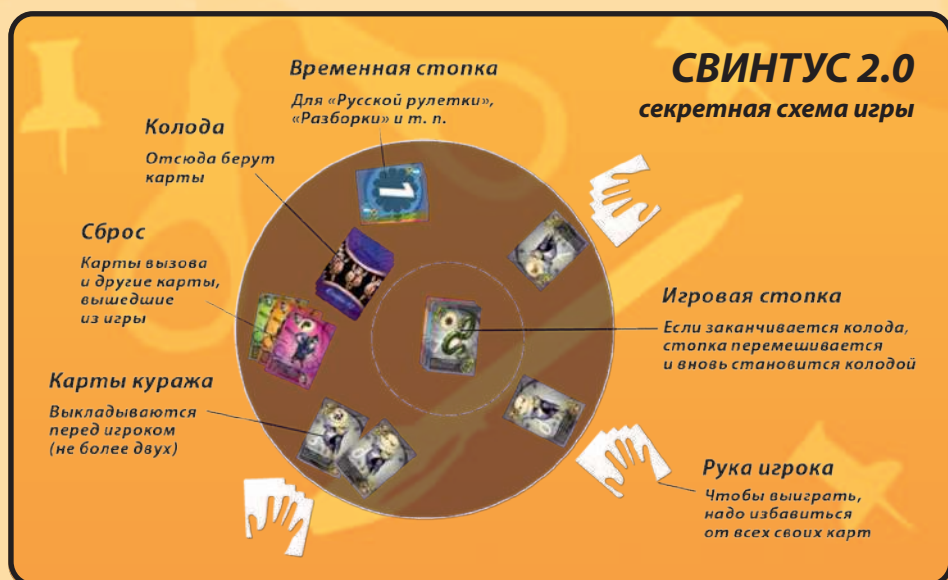 СВИНТУС 2.0
секретная схема игры
Временная стопка
Для «Русской рулетки»,
«Разборки» и т. п.
Колода
Отсюда берут
карты
Сброс
Карты вызова
и другие карты,
вышедшие
из игры
Карты куража
Выкладываются
перед игроком
(не более двух)
1
Игровая стопка
Если заканчивается колода,
стопка перемешивается
и вновь становится колодой
Рука игрока
Чтобы выиграть,
надо избавиться
от всех своих карт